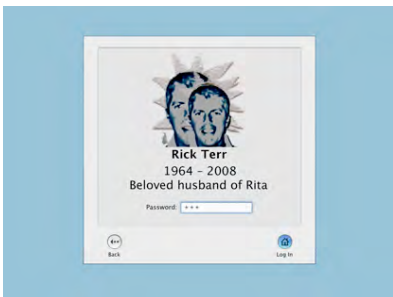 Rick Terr
1964 – 2008
Beloved husband of Rita
Password:
Back
Log In